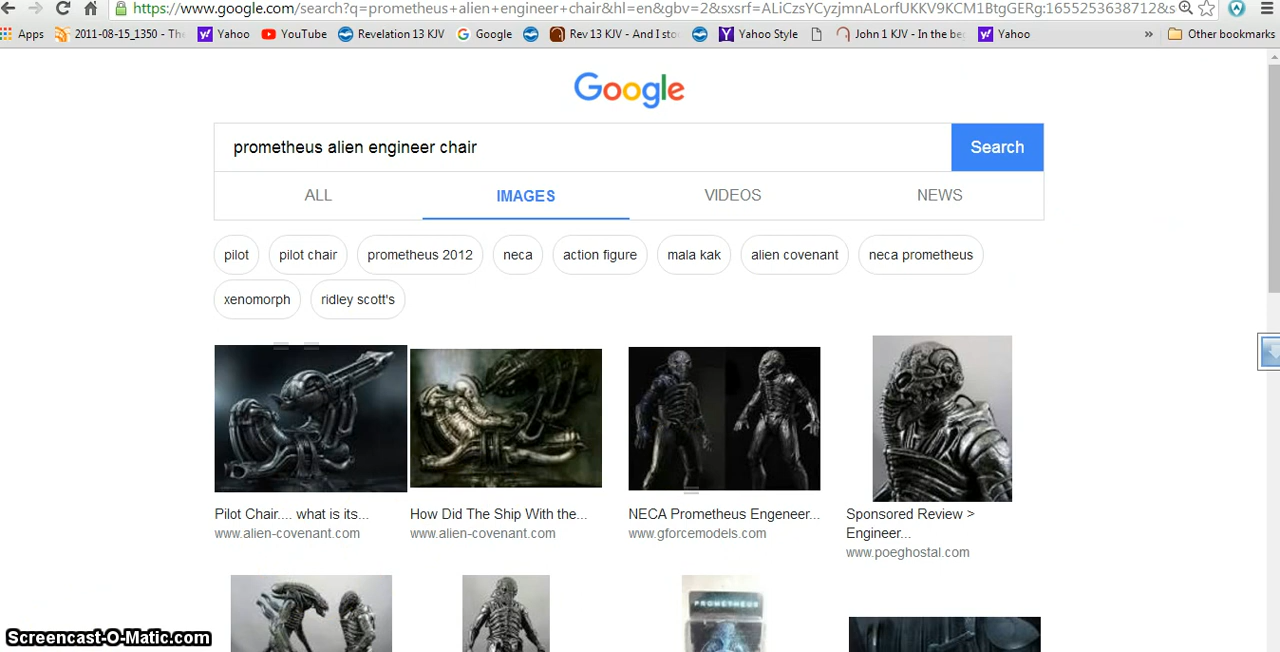 https://www.google.com/search?q=prometheus+alien+engineer+chair&hl=en&gbv=2&sxsrf=ALiCzsYCyzjmnALorfUKKV9KCM1BtgGERg:1655253638712&s
Apps 2011-08-15_1350 - The Yahoo YouTube Revelation 13 KJV Google Rev 13 KJV - And I sto Yahoo Style John 1 KJV - In the be Yahoo » Other bookmarks
Google
prometheus alien engineer chair Search
ALL IMAGES VIDEOS NEWS
pilot pilot chair prometheus 2012 neca action figure mala kak alien covenant neca prometheus
xenomorph ridley scott's
Pilot Chair.... what is its... How Did The Ship With the... NECA Prometheus Engeneer... Sponsored Review >
www.alien-covenant.com www.alien-covenant.com www.gforcemodels.com Engineer...
www.poeghostal.com
PROMETHEUS
Screencast-O-Matic.com